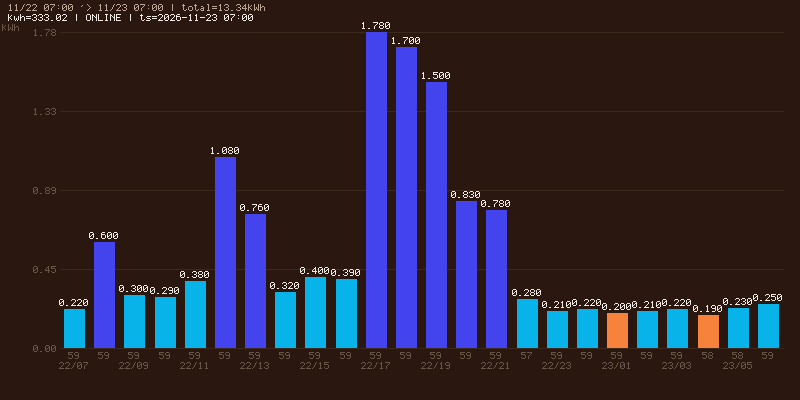 11/22 07:00 -> 11/23 07:00 | total=13.34kWh
Kwh=333.02 | ONLINE | ts=2026-11-23 07:00
kWh
1.78
1.33
0.89
0.45
0.00
0.220 0.600 0.300 0.290 0.380 1.080 0.760 0.320 0.400 0.390 1.780 1.700 1.500 0.830 0.780 0.280 0.210 0.220 0.200 0.210 0.220 0.190 0.230 0.250
59 59 59 59 59 59 59 59 59 59 59 59 59 59 59 57 59 59 59 59 59 58 58 59
22/07 22/09 22/11 22/13 22/15 22/17 22/19 22/21 22/23 23/01 23/03 23/05